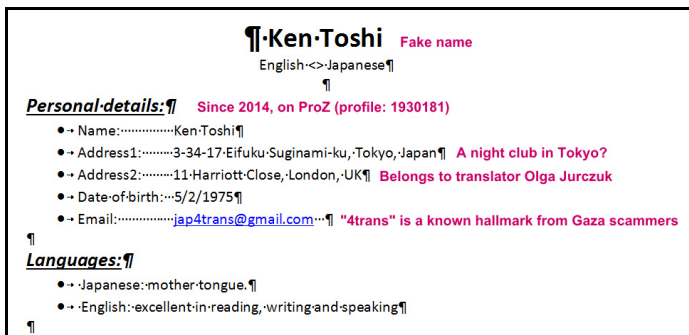 ¶·Ken·Toshi Fake name
English·<>·Japanese¶
¶
Personal·details:¶ Since 2014, on ProZ (profile: 1930181)
●→ Name:···············Ken·Toshi¶
●→ Address1:·········3-34-17·Eifuku·Suginami-ku,·Tokyo,·Japan¶ A night club in Tokyo?
●→ Address2:·········11·Harriott·Close,·London,·UK¶ Belongs to translator Olga Jurczuk
●→ Date·of·birth:···5/2/1975¶
●→ Email:··············jap4trans@gmail.com···¶ "4trans" is a known hallmark from Gaza scammers
¶
Languages:¶
●→ ·Japanese:·mother·tongue.¶
●→ ·English:·excellent·in·reading,·writing·and·speaking¶
¶